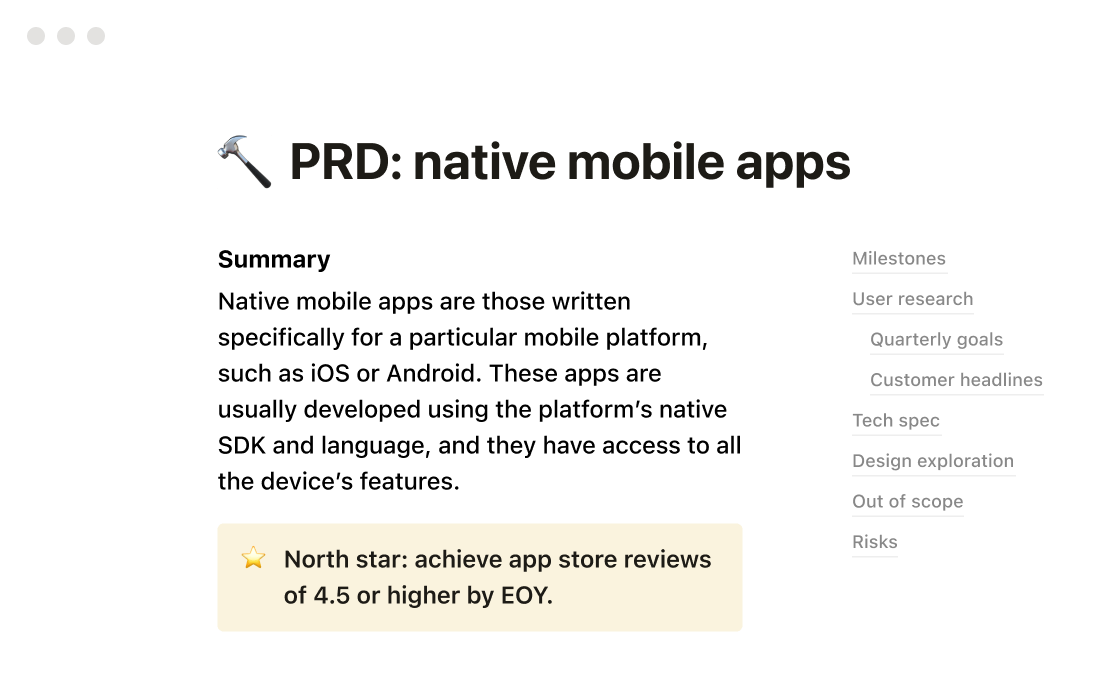 PRD: native mobile apps
Summary
Native mobile apps are those written
specifically for a particular mobile platform,
such as iOS or Android. These apps are
usually developed using the platform’s native
SDK and language, and they have access to all
the device’s features.
North star: achieve app store reviews
of 4.5 or higher by EOY.
Milestones
User research
Quarterly goals
Customer headlines
Tech spec
Design exploration
Out of scope
Risks